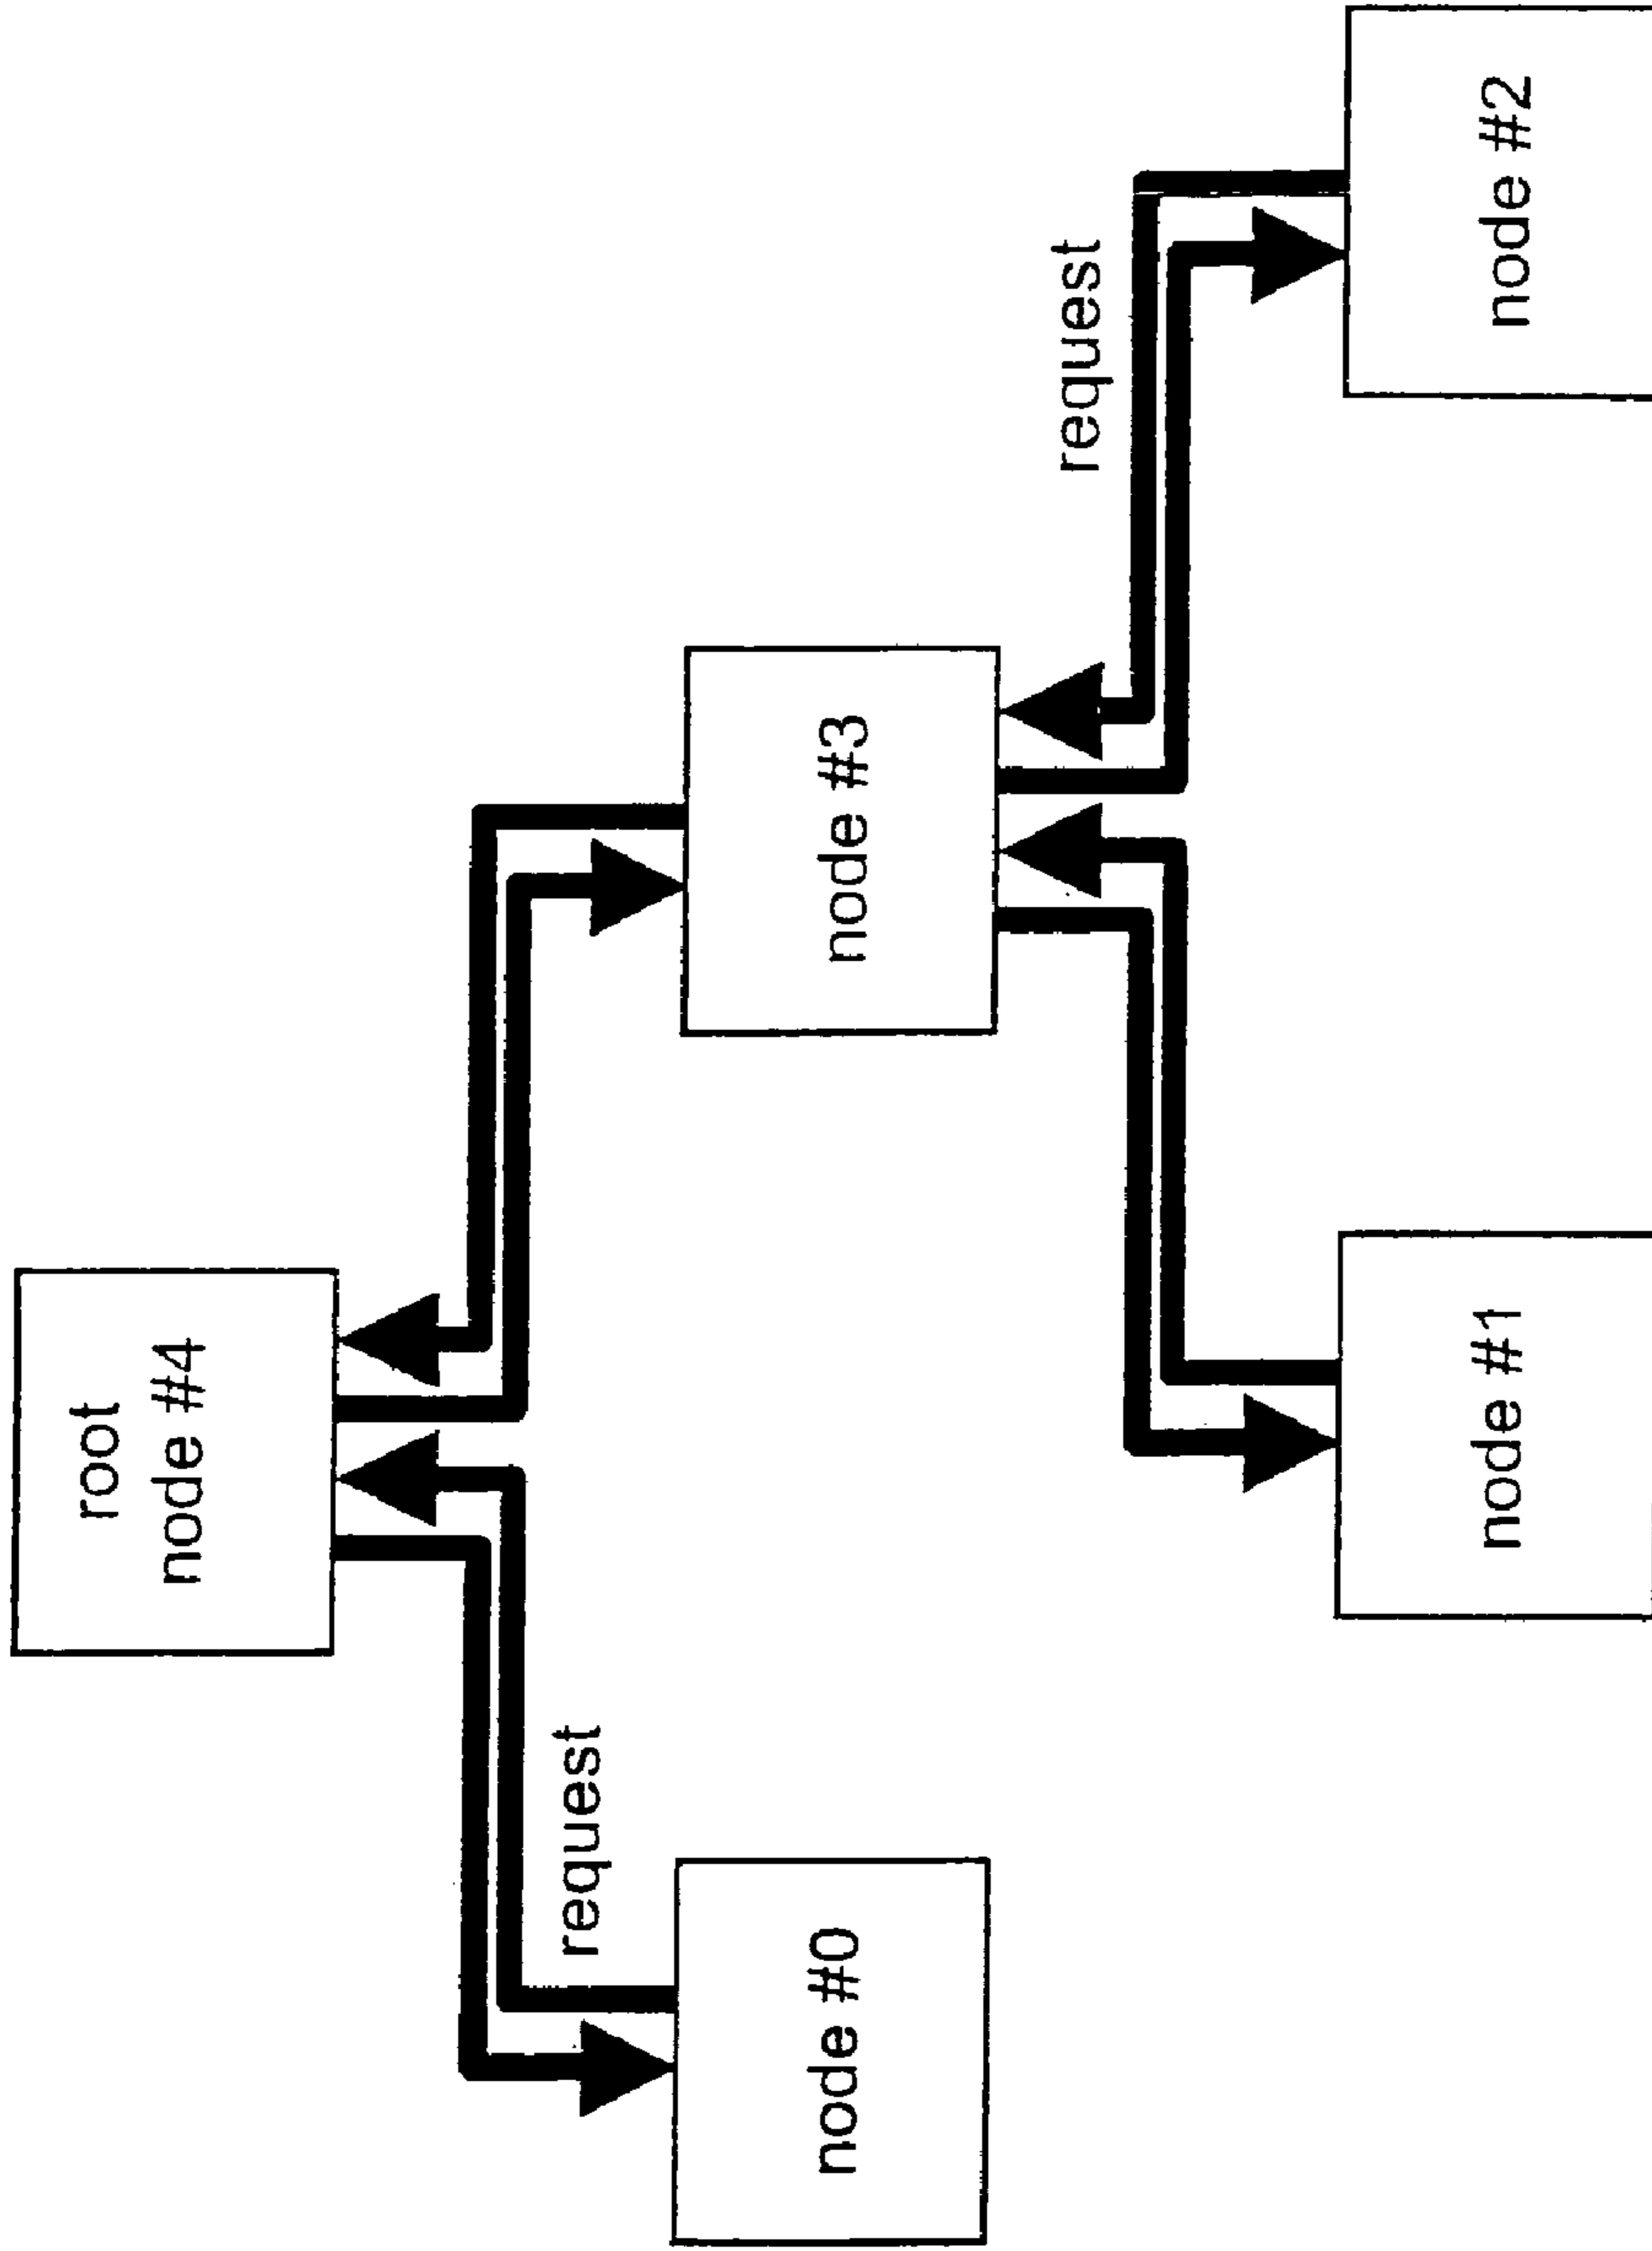 root
node #4
request
node #0
node #3
request
node #1
node #2